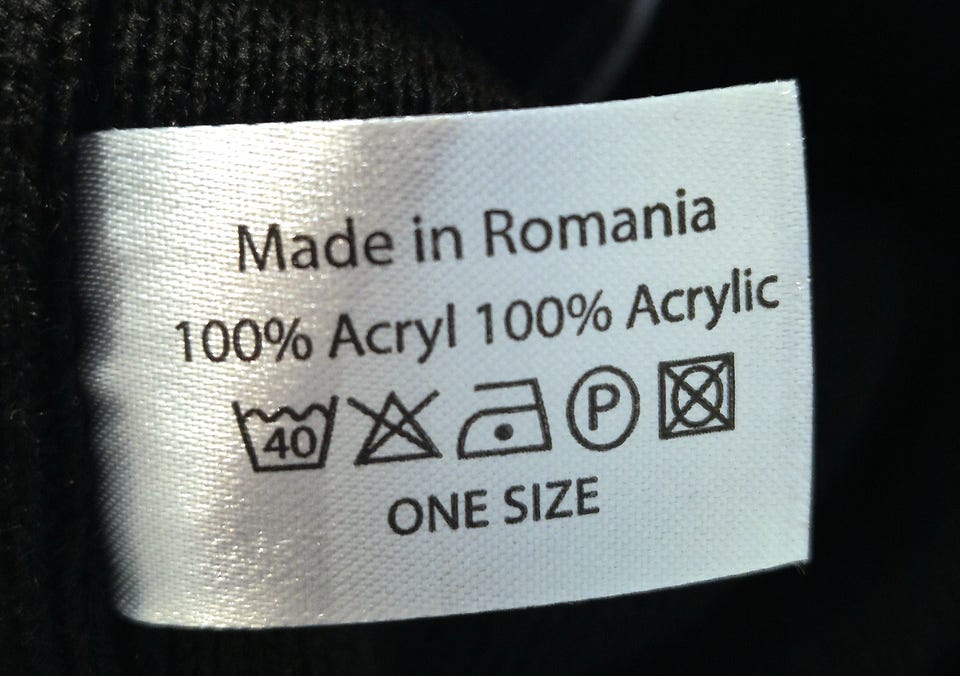 Made in Romania
100% Acryl 100% Acrylic
40 P
ONE SIZE